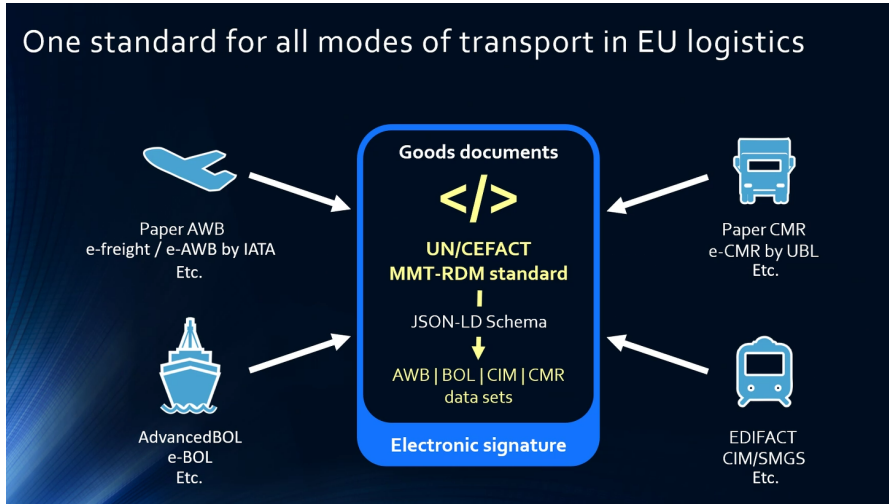 One standard for all modes of transport in EU logistics
Paper AWB
e-freight / e-AWB by IATA
Etc.
AdvancedBOL
e-BOL
Etc.
Goods documents
</>
UN/CEFACT
MMT-RDM standard
JSON-LD Schema
AWB | BOL | CIM | CMR
data sets
Electronic signature
Paper CMR
e-CMR by UBL
Etc.
EDIFACT
CIM/SMGS
Etc.